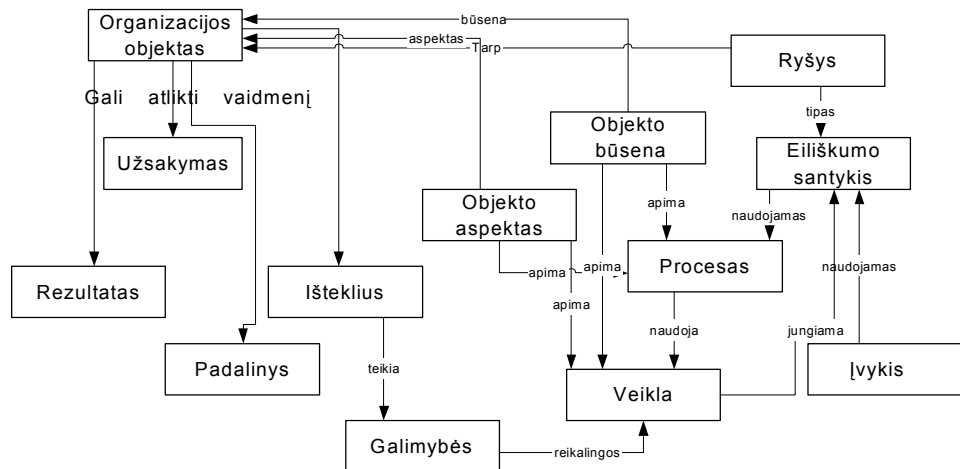 Organizacijos
objektas
būsena
aspektas
Tarp
Ryšys
Gali atlikti vaidmenį
tipas
Užsakymas
Objekto
būsena
Eiliškumo
santykis
Objekto
aspektas
apima
naudojamas
Rezultatas
Išteklius
apima
apima
Procesas
naudojamas
apima
Padalinys
teikia
naudoja
jungiama
Veikla
Įvykis
Galimybės
reikalingos